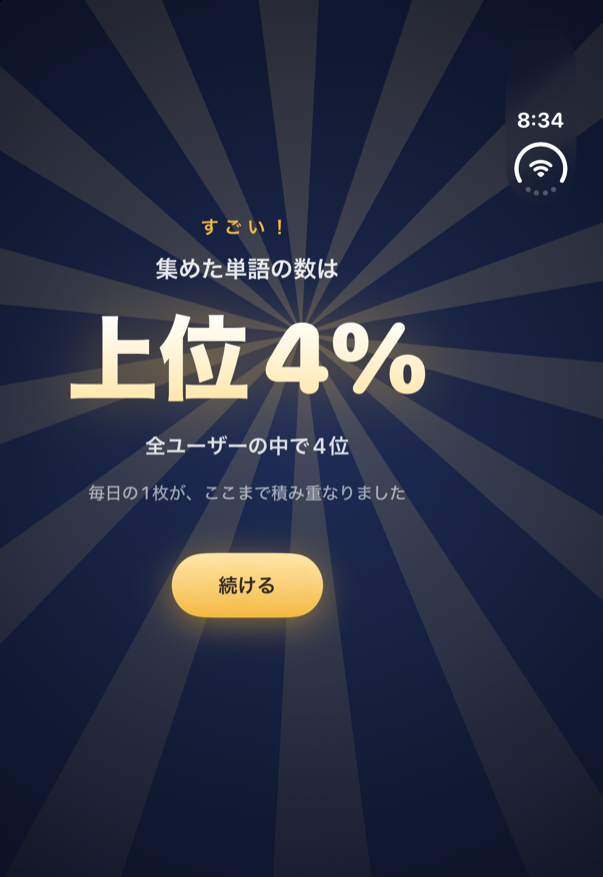 8:34
すごい！
集めた単語の数は
上位4%
全ユーザーの中で4位
毎日の1枚が、ここまで積み重なりました
続ける